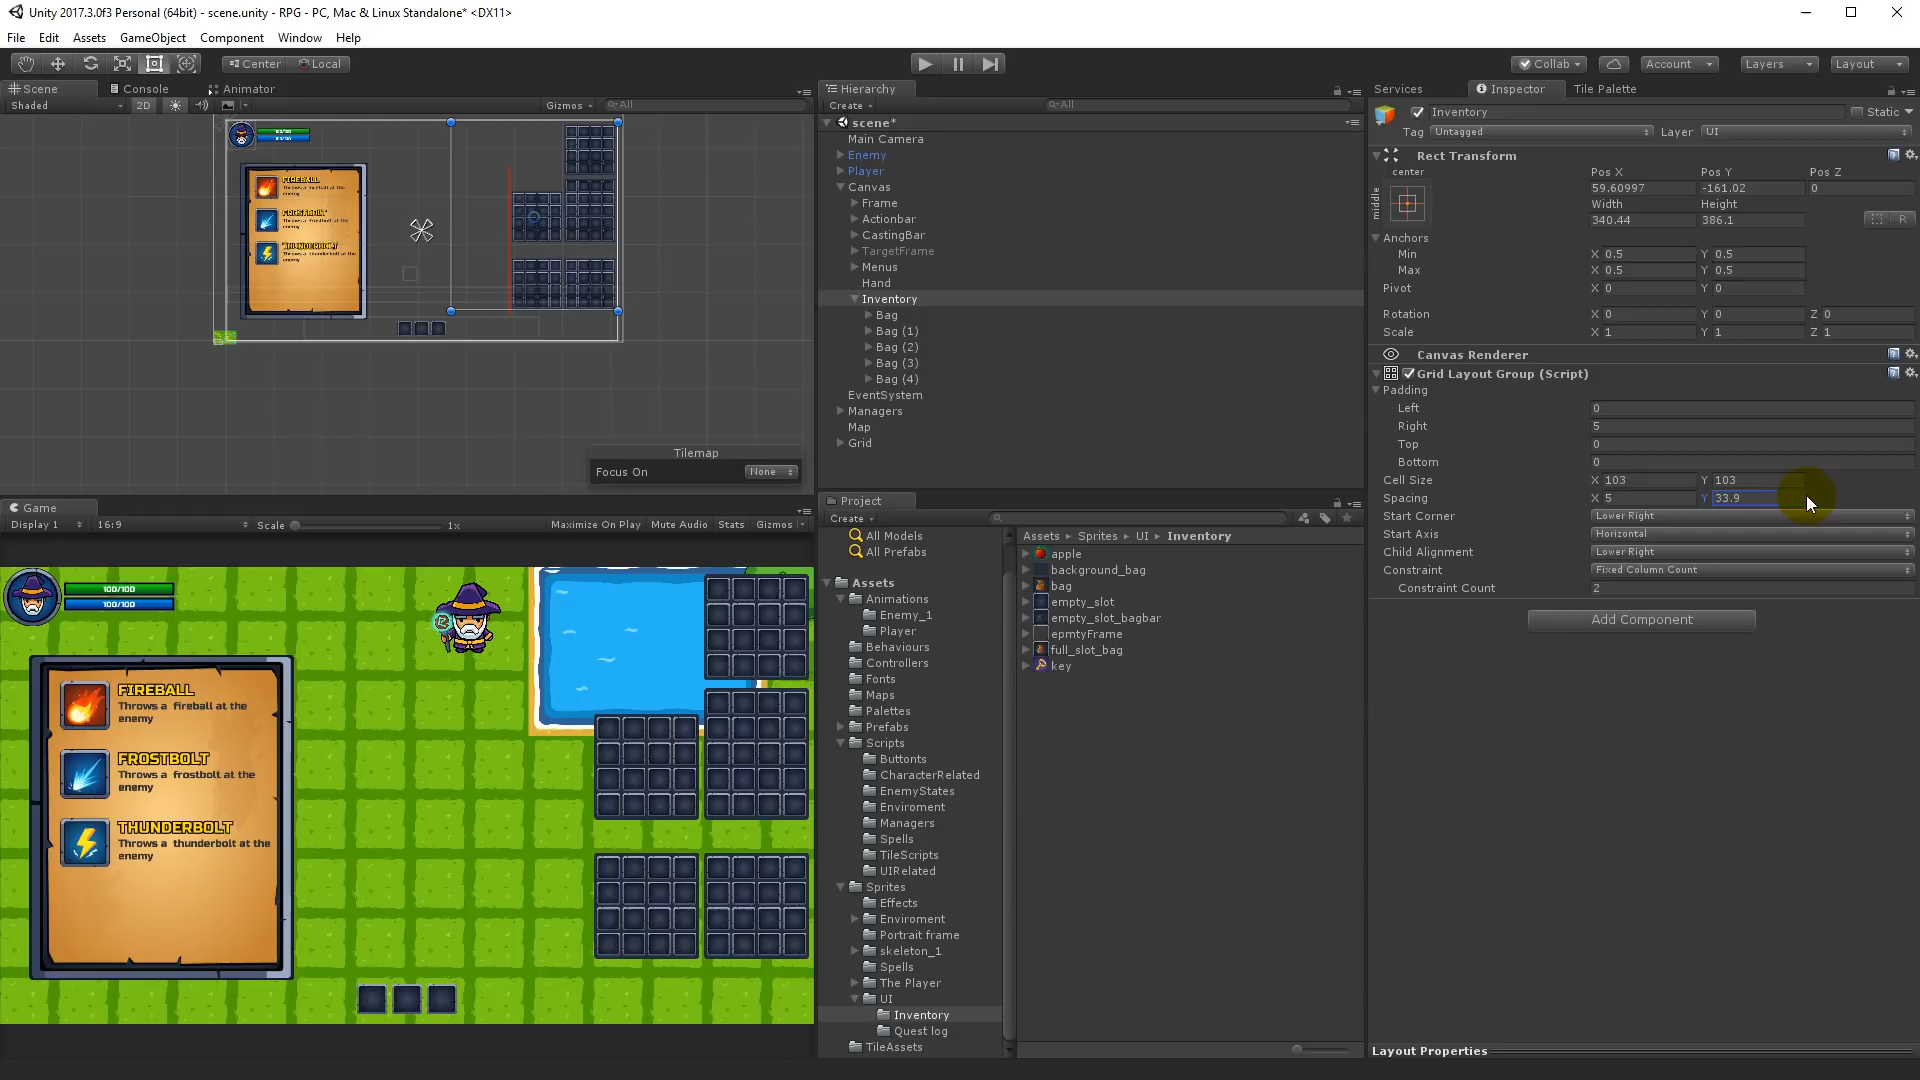 Unity 2017.3.0f3 Personal (64bit) - scene.unity - RPG - PC, Mac & Linux Standalone* <DX11>
File Edit Assets GameObject Component Window Help
Center Local
Collab Account Layers Layout
Scene Console Animator
Shaded 2D Gizmos All
FIREBALL
FROSTBOLT
THUNDERBOLT
Tilemap
Focus On None
Game
Display 1 16:9 Scale 1x Maximize On Play Mute Audio Stats Gizmos
100/100
100/100
FIREBALL
Throws a fireball at the
enemy
FROSTBOLT
Throws a frostbolt at the
enemy
THUNDERBOLT
Throws a thunderbolt at the
enemy
Hierarchy
Create All
scene*
Main Camera
Enemy
Player
Canvas
Frame
Actionbar
CastingBar
TargetFrame
Menus
Hand
Inventory
Bag
Bag (1)
Bag (2)
Bag (3)
Bag (4)
EventSystem
Managers
Map
Grid
Project
Create
All Models
All Prefabs
Assets
Animations
Enemy_1
Player
Behaviours
Controllers
Fonts
Maps
Palettes
Prefabs
Scripts
Buttonts
CharacterRelated
EnemyStates
Enviroment
Managers
Spells
TileScripts
UIRelated
Sprites
Effects
Enviroment
Portrait frame
skeleton_1
Spells
The Player
UI
Inventory
Quest log
TileAssets
Assets ▸ Sprites ▸ UI ▸ Inventory
apple
background_bag
bag
empty_slot
empty_slot_bagbar
epmtyFrame
full_slot_bag
key
Services Inspector Tile Palette
Inventory Static
Tag Untagged Layer UI
Rect Transform
center
middle
Pos X Pos Y Pos Z
59.60997 -161.02 0
Width Height
340.44 386.1
R
Anchors
Min X 0.5 Y 0.5
Max X 0.5 Y 0.5
Pivot X 0 Y 0
Rotation X 0 Y 0 Z 0
Scale X 1 Y 1 Z 1
Canvas Renderer
Grid Layout Group (Script)
Padding
Left 0
Right 5
Top 0
Bottom 0
Cell Size X 103 Y 103
Spacing X 5 Y 33.9
Start Corner Lower Right
Start Axis Horizontal
Child Alignment Lower Right
Constraint Fixed Column Count
Constraint Count 2
Add Component
Layout Properties